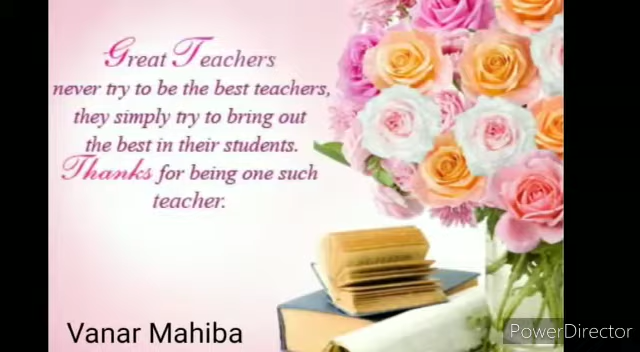 Great Teachers
never try to be the best teachers,
they simply try to bring out
the best in their students.
Thanks for being one such
teacher.
Vanar Mahiba
PowerDirector